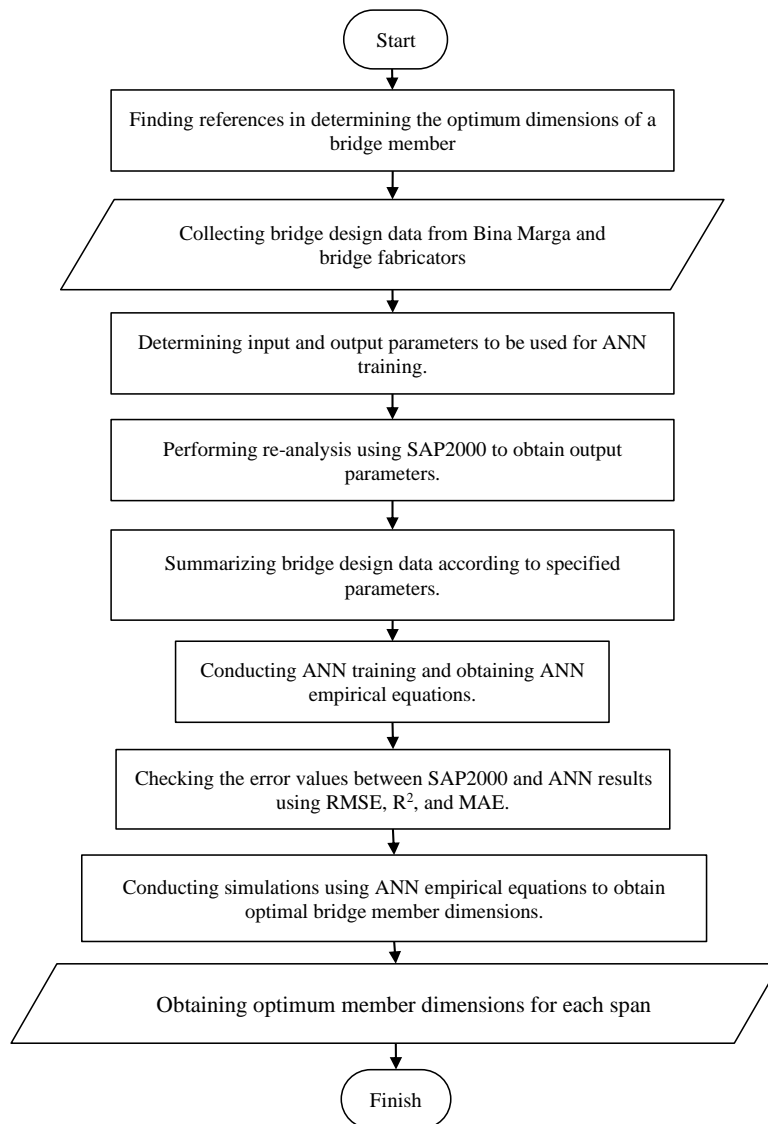 Start
Finding references in determining the optimum dimensions of a
bridge member
Collecting bridge design data from Bina Marga and
bridge fabricators
Determining input and output parameters to be used for ANN
training.
Performing re-analysis using SAP2000 to obtain output
parameters.
Summarizing bridge design data according to specified
parameters.
Conducting ANN training and obtaining ANN
empirical equations.
Checking the error values between SAP2000 and ANN results
using RMSE, R², and MAE.
Conducting simulations using ANN empirical equations to obtain
optimal bridge member dimensions.
Obtaining optimum member dimensions for each span
Finish